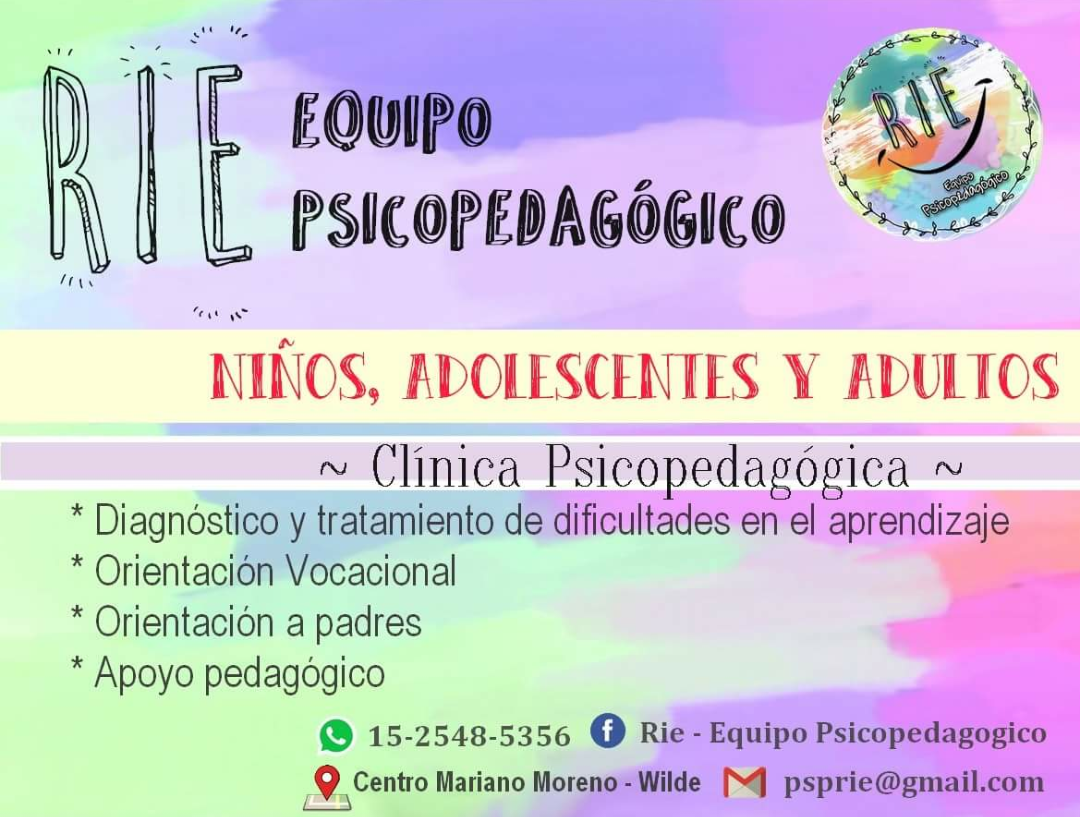 RIE EQUIPO
PSICOPEDAGÓGICO
RIE
Equipo
Psicopedagógico
NIÑOS, ADOLESCENTES Y ADULTOS
~ Clínica Psicopedagógica ~
* Diagnóstico y tratamiento de dificultades en el aprendizaje
* Orientación Vocacional
* Orientación a padres
* Apoyo pedagógico
15-2548-5356 f Rie - Equipo Psicopedagogico
Centro Mariano Moreno - Wilde psprie@gmail.com